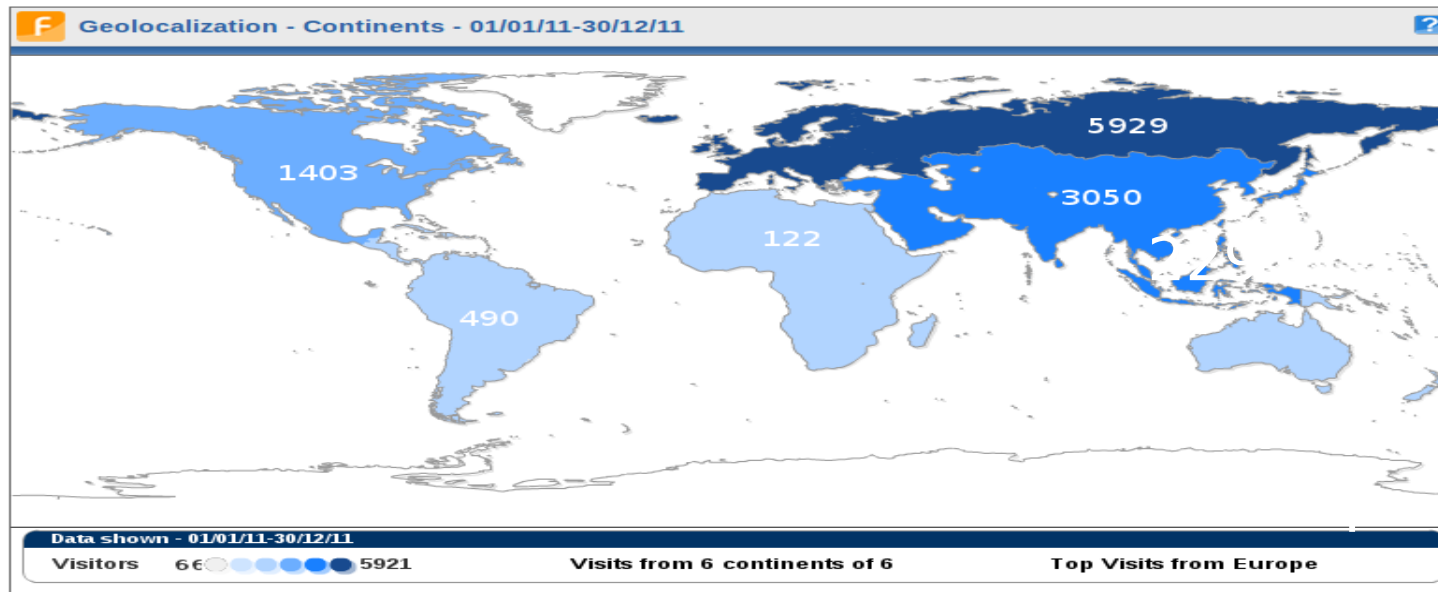 Geolocalization - Continents - 01/01/11-30/12/11
?
5929
1403
3050
122
490
Data shown - 01/01/11-30/12/11
Visitors 5921 Visits from 6 continents of 6 Top Visits from Europe